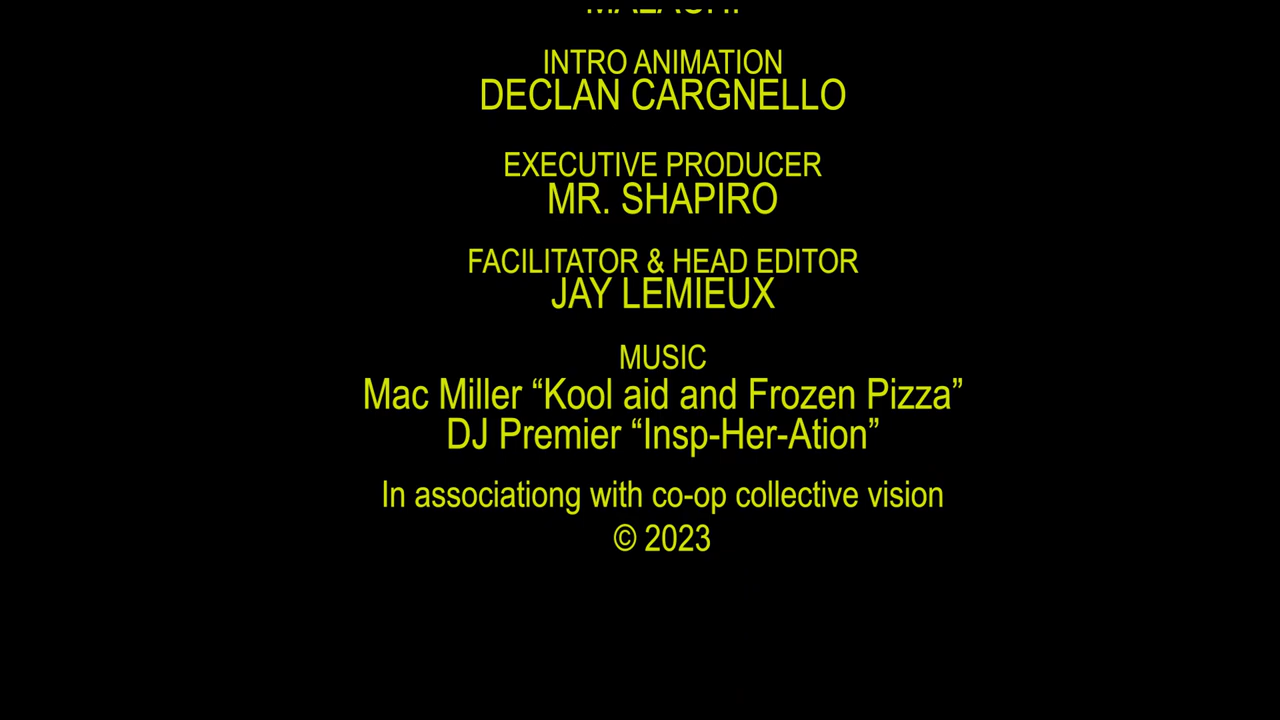 INTRO ANIMATION
DECLAN CARGNELLO
EXECUTIVE PRODUCER
MR. SHAPIRO
FACILITATOR & HEAD EDITOR
JAY LEMIEUX
MUSIC
Mac Miller “Kool aid and Frozen Pizza”
DJ Premier “Insp-Her-Ation”
In associationg with co-op collective vision
© 2023